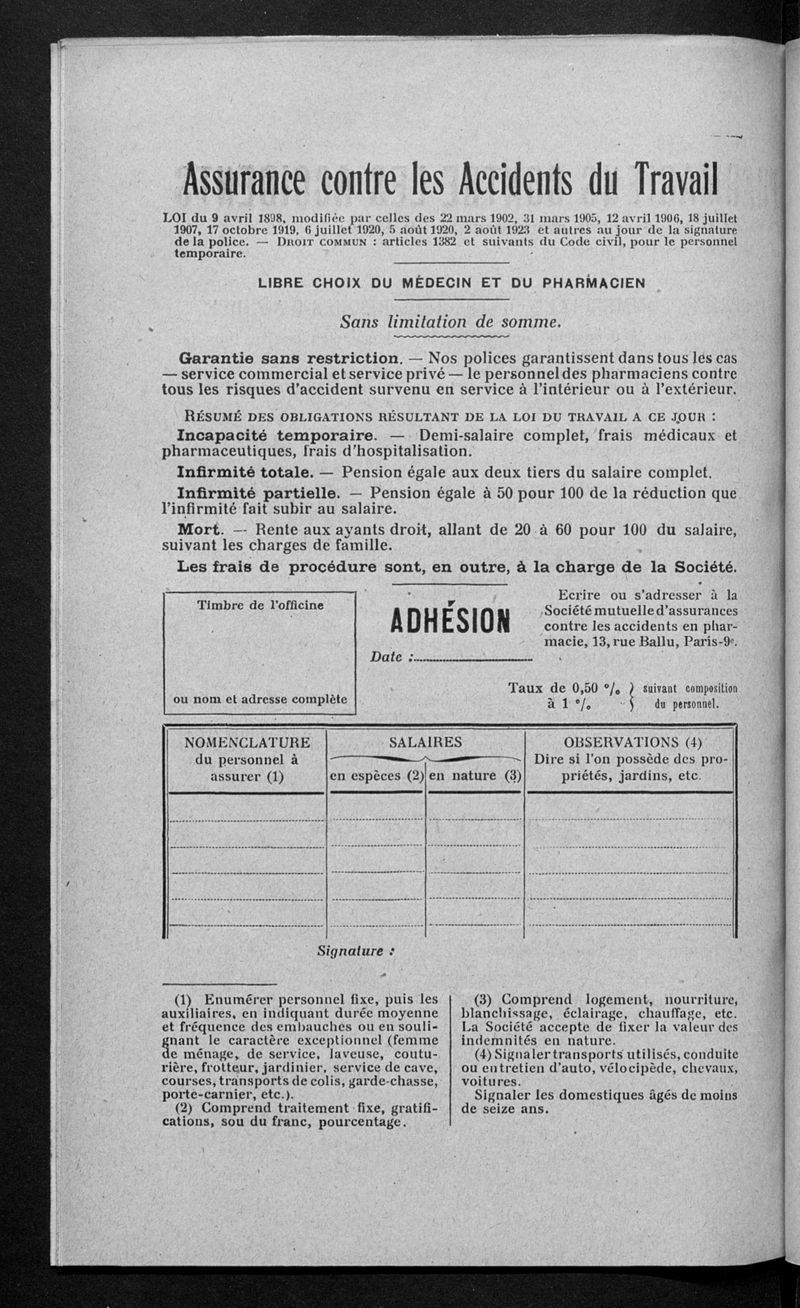 Assurance contre les Accidents du Travail
LOI du 9 avril 1898, modifiée par celles des 22 mars 1902, 31 mars 1905, 12 avril 1906, 18 juillet
1907, 17 octobre 1919, 6 juillet 1920, 5 août 1920, 2 août 1923 et autres au jour de la signature
de la police. — DROIT COMMUN : articles 1382 et suivants du Code civil, pour le personnel
temporaire.
LIBRE CHOIX DU MÉDECIN ET DU PHARMACIEN
Sans limitation de somme.
Garantie sans restriction. — Nos polices garantissent dans tous les cas
— service commercial et service privé — le personnel des pharmaciens contre
tous les risques d'accident survenu en service à l'intérieur ou à l'extérieur.
RÉSUMÉ DES OBLIGATIONS RÉSULTANT DE LA LOI DU TRAVAIL A CE JOUR :
Incapacité temporaire. — Demi-salaire complet, frais médicaux et
pharmaceutiques, frais d'hospitalisation.
Infirmité totale. — Pension égale aux deux tiers du salaire complet.
Infirmité partielle. — Pension égale à 50 pour 100 de la réduction que
l'infirmité fait subir au salaire.
Mort. — Rente aux ayants droit, allant de 20 à 60 pour 100 du salaire,
suivant les charges de famille.
Les frais de procédure sont, en outre, à la charge de la Société.
Timbre de l'officine
ou nom et adresse complète
ADHÉSION
Date :
Ecrire ou s'adresser à la
Société mutuelle d'assurances
contre les accidents en phar-
macie, 13, rue Ballu, Paris-9e.
Taux de 0,50 % } suivant composition
à 1 % } du personnel.
NOMENCLATURE
du personnel à
assurer (1)
SALAIRES
en espèces (2) en nature (3)
OBSERVATIONS (4)
Dire si l'on possède des pro-
priétés, jardins, etc.
Signature :
(1) Enumérer personnel fixe, puis les
auxiliaires, en indiquant durée moyenne
et fréquence des embauches ou en souli-
gnant le caractère exceptionnel (femme
de ménage, de service, laveuse, coutu-
rière, frotteur, jardinier, service de cave,
courses, transports de colis, garde-chasse,
porte-carnier, etc.).
(2) Comprend traitement fixe, gratifi-
cations, sou du franc, pourcentage.
(3) Comprend logement, nourriture,
blanchissage, éclairage, chauffage, etc.
La Société accepte de fixer la valeur des
indemnités en nature.
(4) Signaler transports utilisés, conduite
ou entretien d'auto, vélocipède, chevaux,
voitures.
Signaler les domestiques âgés de moins
de seize ans.